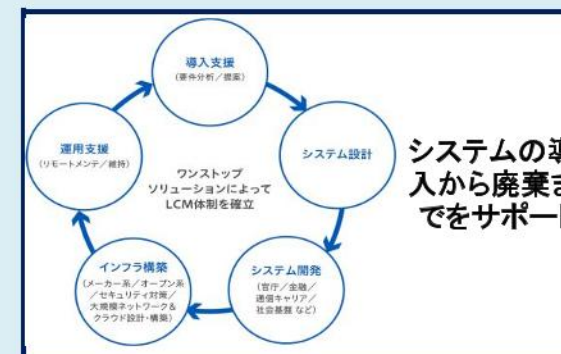 導入支援
(要件分析/提案)
システム設計
システム開発
(官庁/金融/
通信キャリア/
社会基盤 など)
インフラ構築
(メーカー系/オープン系
/セキュリティ対策/
大規模ネットワーク&
クラウド設計・構築)
運用支援
(リモートメンテ/維持)
ワンストップ
ソリューションによって
LCM体制を確立
システムの導
入から廃棄ま
でをサポート